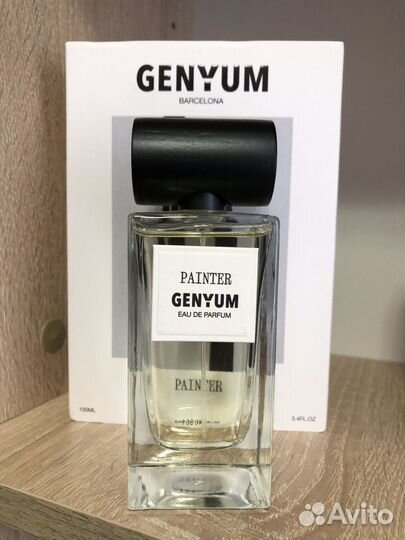 GENYUM
BARCELONA
PAINTER
GENYUM
EAU DE PARFUM
PAINTER
100ML
3.4FL OZ
Avito